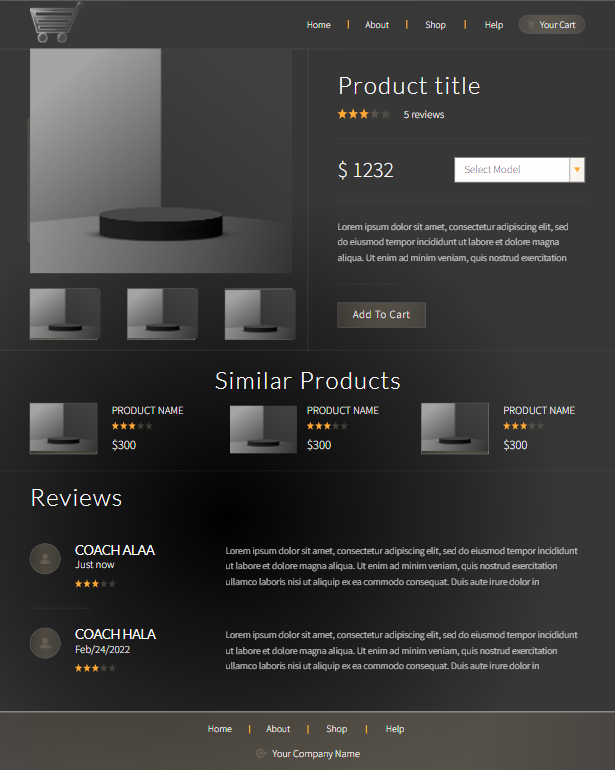 Home | About | Shop | Help Your Cart
Product title
5 reviews
$ 1232
Select Model
Lorem ipsum dolor sit amet, consectetur adipiscing elit, sed
do eiusmod tempor incididunt ut labore et dolore magna
aliqua. Ut enim ad minim veniam, quis nostrud exercitation
Add To Cart
Similar Products
PRODUCT NAME
$300
PRODUCT NAME
$300
PRODUCT NAME
$300
Reviews
COACH ALAA
Just now
Lorem ipsum dolor sit amet, consectetur adipiscing elit, sed do eiusmod tempor incididunt
ut labore et dolore magna aliqua. Ut enim ad minim veniam, quis nostrud exercitation
ullamco laboris nisi ut aliquip ex ea commodo consequat. Duis aute irure dolor in
COACH HALA
Feb/24/2022
Lorem ipsum dolor sit amet, consectetur adipiscing elit, sed do eiusmod tempor incididunt
ut labore et dolore magna aliqua. Ut enim ad minim veniam, quis nostrud exercitation
ullamco laboris nisi ut aliquip ex ea commodo consequat. Duis aute irure dolor in
Home | About | Shop | Help
Your Company Name